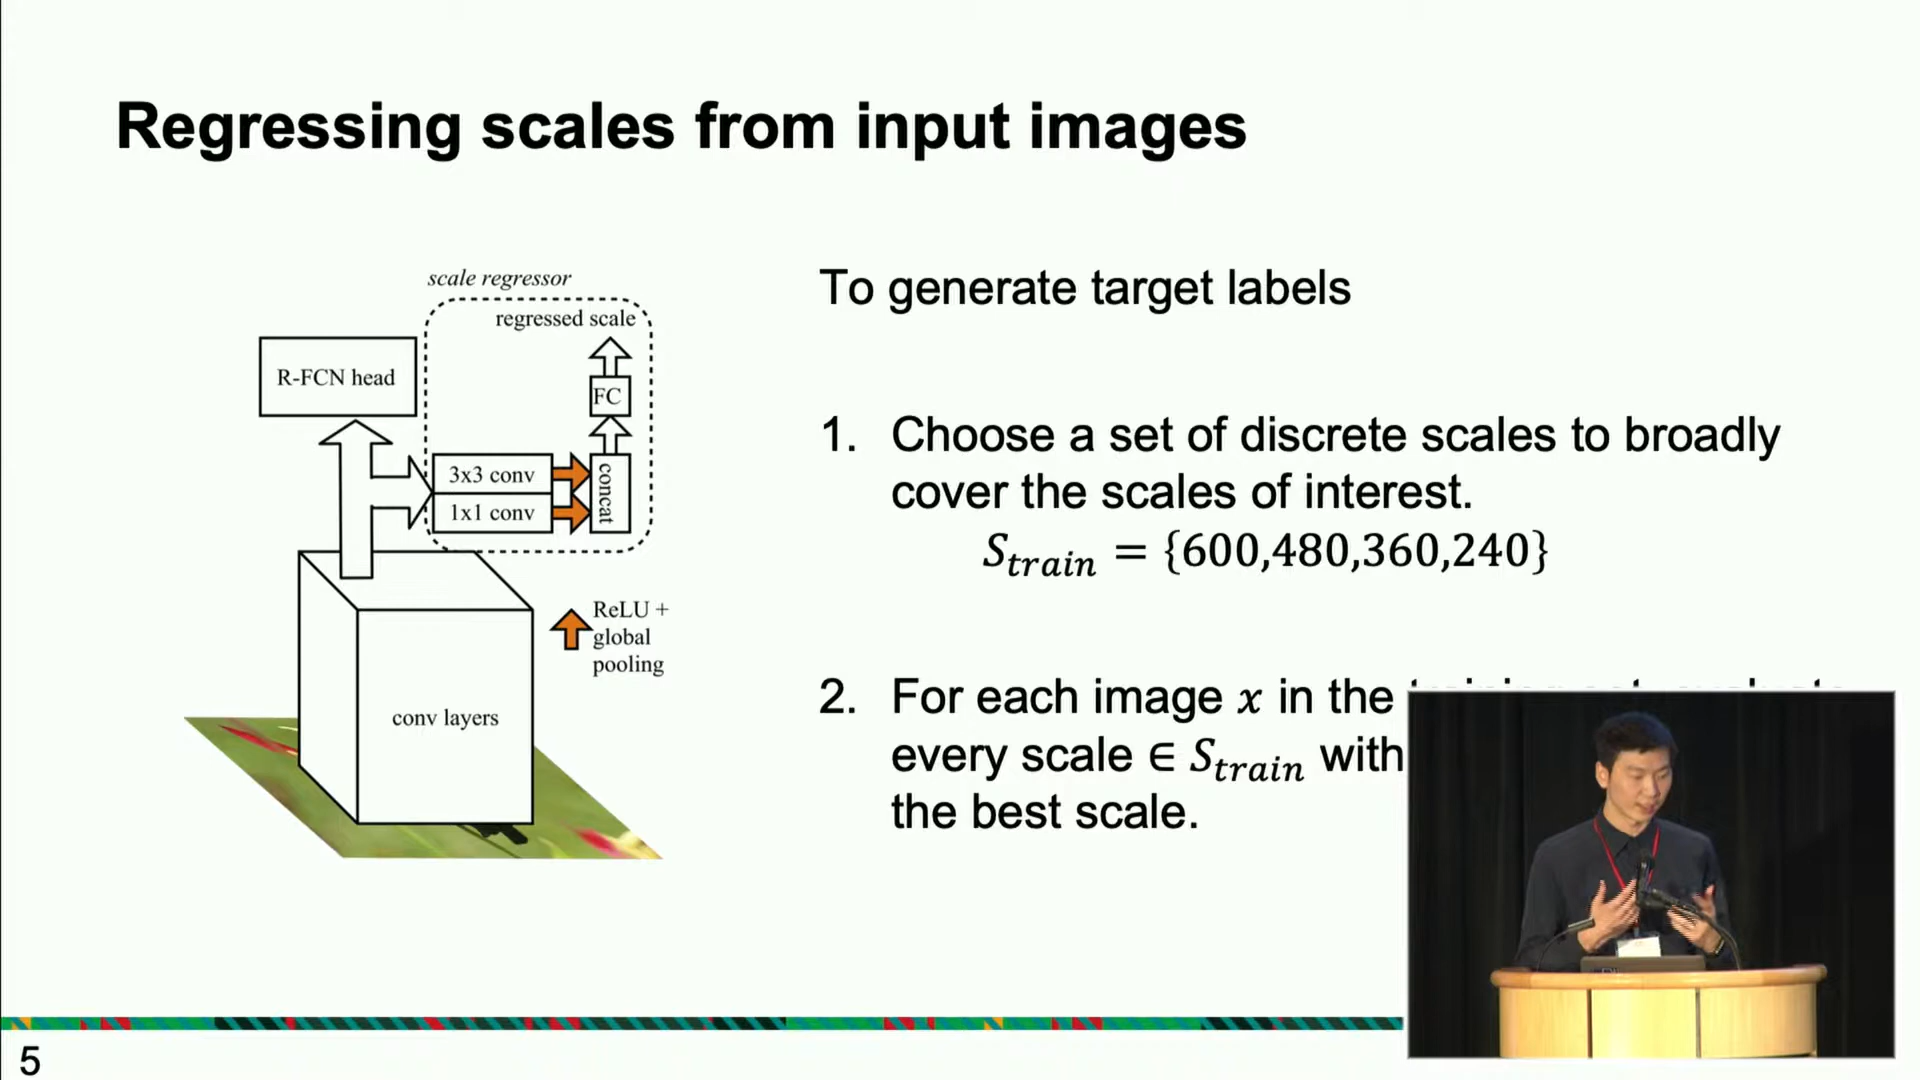 Regressing scales from input images
scale regressor
regressed scale
R-FCN head
FC
3x3 conv
1x1 conv
concat
ReLU +
global
pooling
conv layers
To generate target labels
1. Choose a set of discrete scales to broadly
cover the scales of interest.
S_train = {600,480,360,240}
2. For each image x in the
every scale ∈ S_train with
the best scale.
5